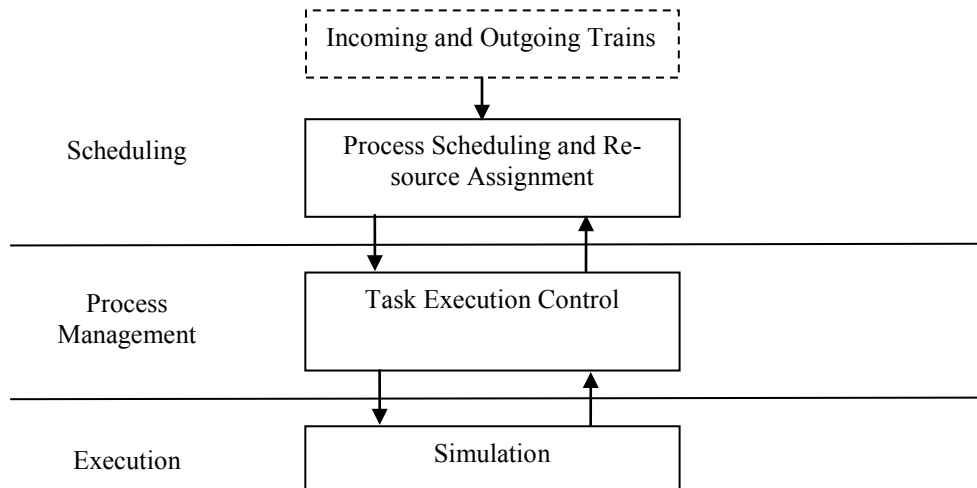 Incoming and Outgoing Trains
Scheduling
Process Scheduling and Re-
source Assignment
Process
Management
Task Execution Control
Execution
Simulation